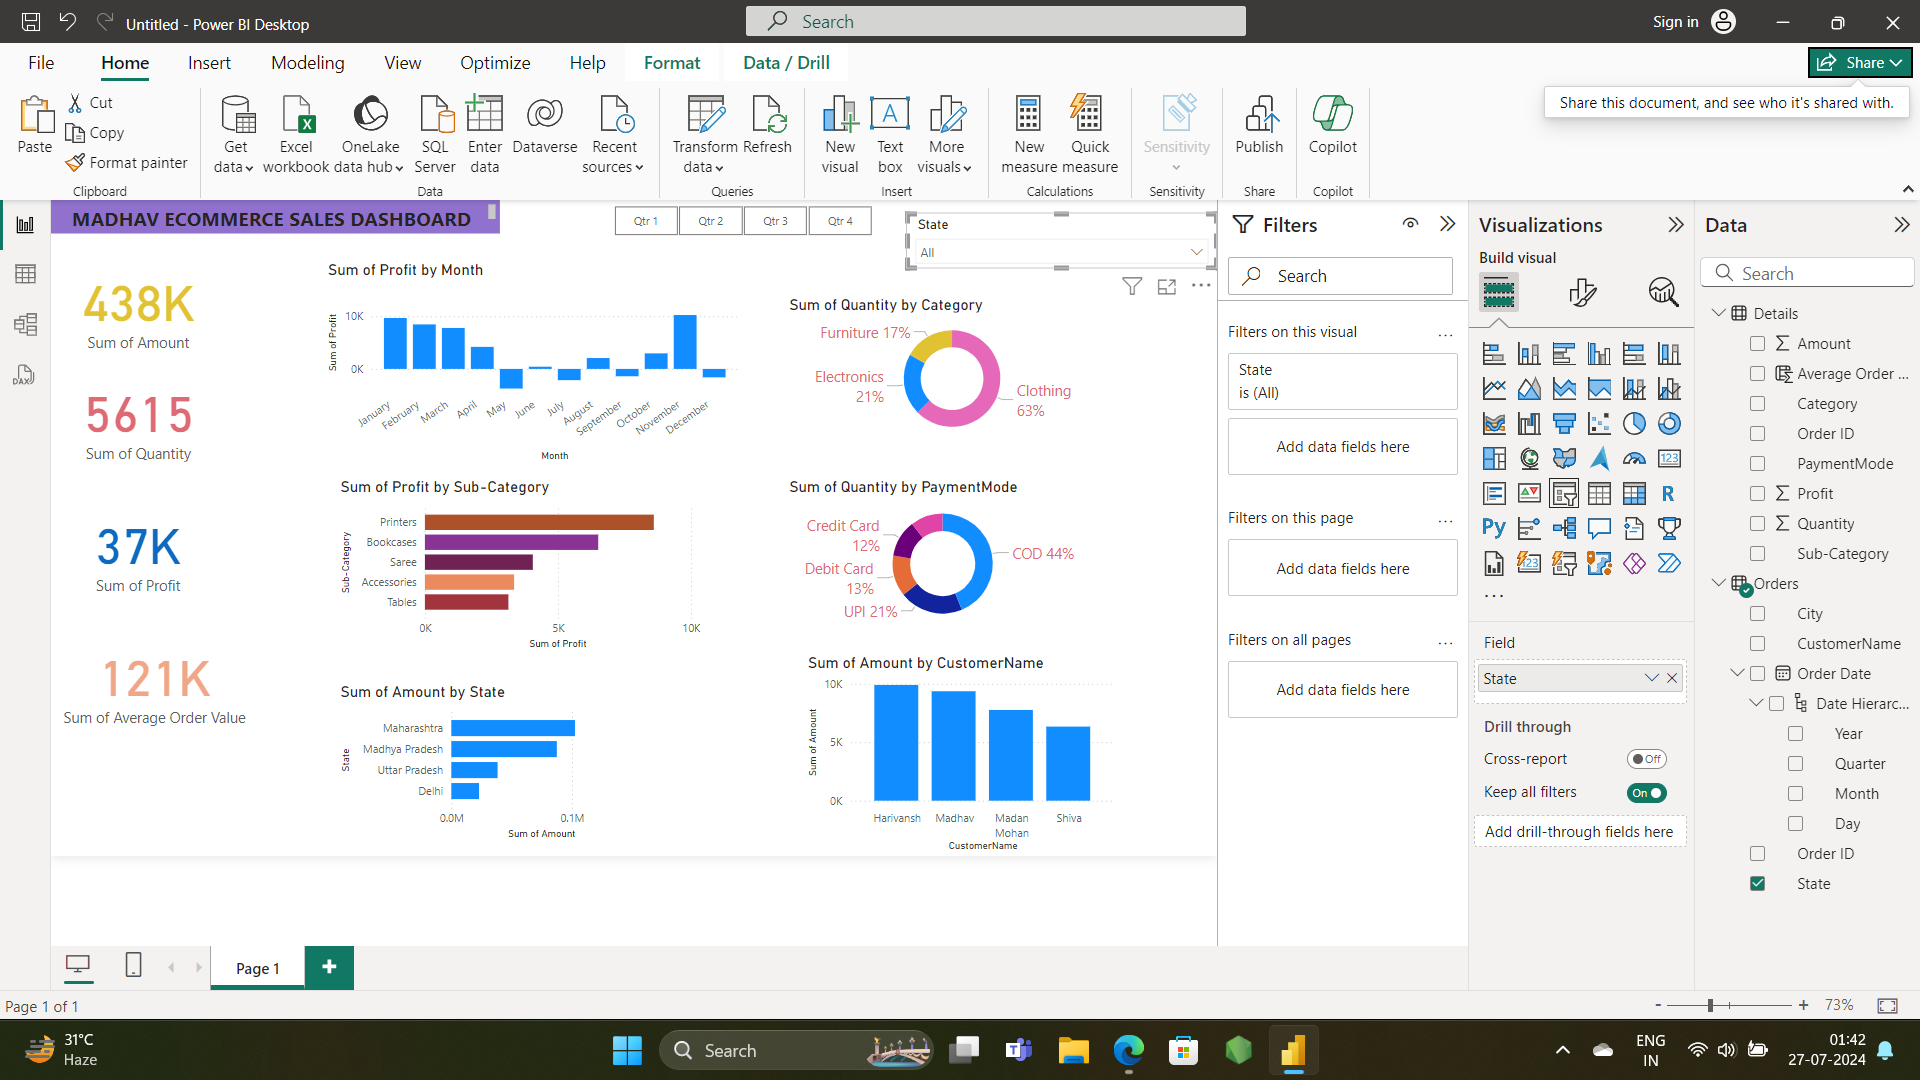 Untitled - Power BI Desktop
Search
Sign in
File
Home
Insert
Modeling
View
Optimize
Help
Format
Data / Drill
Share
Share this document, and see who it's shared with.
Paste
Cut
Copy
Format painter
Get data
Excel workbook
OneLake data hub
SQL Server
Enter data
Dataverse
Recent sources
Transform data
Refresh
New visual
Text box
More visuals
New measure
Quick measure
Sensitivity
Publish
Copilot
Clipboard
Data
Queries
Insert
Calculations
Sensitivity
Share
Copilot
MADHAV ECOMMERCE SALES DASHBOARD
Qtr 1
Qtr 2
Qtr 3
Qtr 4
State
All
438K
Sum of Amount
5615
Sum of Quantity
37K
Sum of Profit
121K
Sum of Average Order Value
Sum of Profit by Month
Sum of Profit
10K
0K
January
February
March
April
May
June
July
August
September
October
November
December
Month
Sum of Profit by Sub-Category
Sub-Category
Printers
Bookcases
Saree
Accessories
Tables
0K
5K
10K
Sum of Profit
Sum of Amount by State
State
Maharashtra
Madhya Pradesh
Uttar Pradesh
Delhi
0.0M
0.1M
Sum of Amount
Sum of Quantity by Category
Furniture 17%
Electronics
21%
Clothing
63%
Sum of Quantity by PaymentMode
Credit Card
12%
Debit Card
13%
UPI 21%
COD 44%
Sum of Amount by CustomerName
Sum of Amount
10K
5K
0K
Harivansh
Madhav
Madan
Mohan
Shiva
CustomerName
Filters
Search
Filters on this visual
...
State
is (All)
Add data fields here
Filters on this page
...
Add data fields here
Filters on all pages
...
Add data fields here
Visualizations
Build visual
123
R
Py
123
...
Field
State
Drill through
Cross-report
Off
Keep all filters
On
Add drill-through fields here
Data
Search
Details
Amount
Average Order ...
Category
Order ID
PaymentMode
Profit
Quantity
Sub-Category
Orders
City
CustomerName
Order Date
Date Hierarc...
Year
Quarter
Month
Day
Order ID
State
DAX
Page 1
+
Page 1 of 1
-
+
73%
31°C
Haze
Search
ENG
IN
01:42
27-07-2024